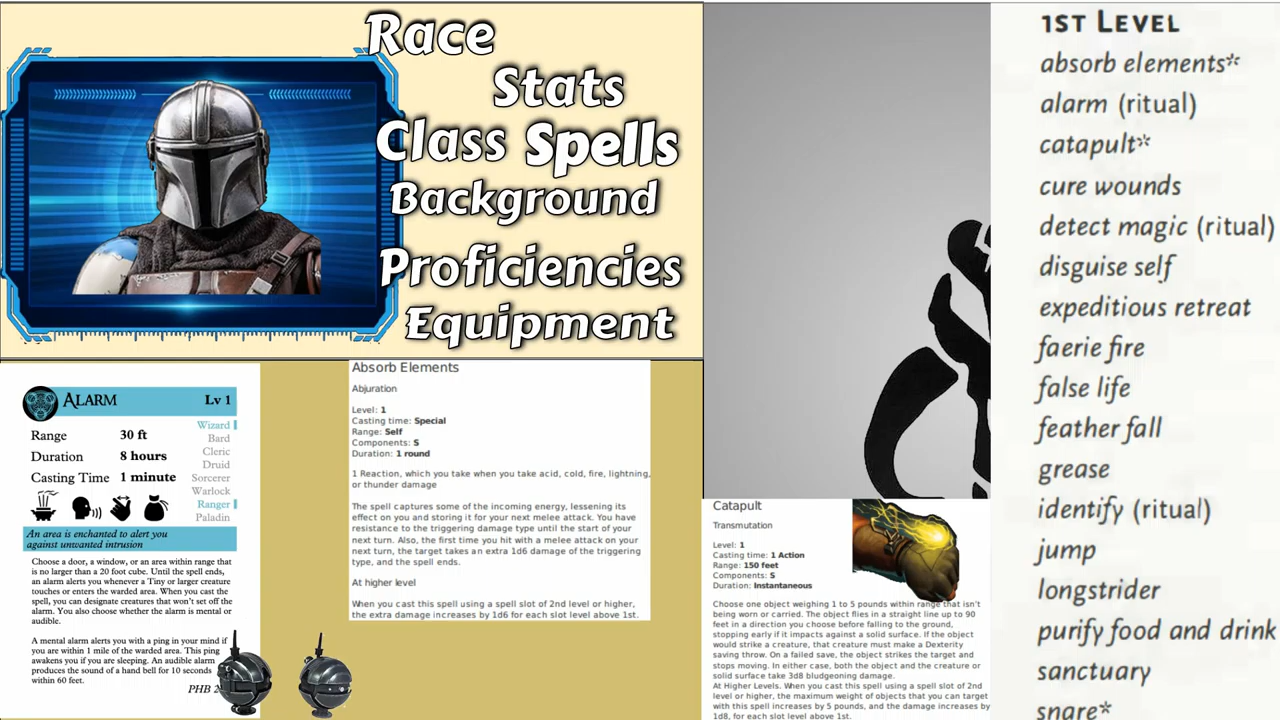 Race
Stats
Class Spells
Background
Proficiencies
Equipment
ALARM Lv 1
Range 30 ft
Duration 8 hours
Casting Time 1 minute
Wizard
Bard
Cleric
Druid
Sorcerer
Warlock
Ranger
Paladin
An area is enchanted to alert you
against unwanted intrusion
Choose a door, a window, or an area within range that
is no larger than a 20 foot cube. Until the spell ends,
an alarm alerts you whenever a Tiny or larger creature
touches or enters the warded area. When you cast the
spell, you can designate creatures that won't set off the
alarm. You also choose whether the alarm is mental or
audible.
A mental alarm alerts you with a ping in your mind if
you are within 1 mile of the warded area. This ping
awakens you if you are sleeping. An audible alarm
produces the sound of a hand bell for 10 seconds
within 60 feet.
PHB 2
Absorb Elements
Abjuration
Level: 1
Casting time: Special
Range: Self
Components: S
Duration: 1 round
1 Reaction, which you take when you take acid, cold, fire, lightning,
or thunder damage
The spell captures some of the incoming energy, lessening its
effect on you and storing it for your next melee attack. You have
resistance to the triggering damage type until the start of your
next turn. Also, the first time you hit with a melee attack on your
next turn, the target takes an extra 1d6 damage of the triggering
type, and the spell ends.
At higher level
When you cast this spell using a spell slot of 2nd level or higher,
the extra damage increases by 1d6 for each slot level above 1st.
Catapult
Transmutation
Level: 1
Casting time: 1 Action
Range: 150 feet
Components: S
Duration: Instantaneous
Choose one object weighing 1 to 5 pounds within range that isn't
being worn or carried. The object flies in a straight line up to 90
feet in a direction you choose before falling to the ground,
stopping early if it impacts against a solid surface. If the object
would strike a creature, that creature must make a Dexterity
saving throw. On a failed save, the object strikes the target and
stops moving. In either case, both the object and the creature or
solid surface take 3d8 bludgeoning damage.
At Higher Levels. When you cast this spell using a spell slot of 2nd
level or higher, the maximum weight of objects that you can target
with this spell increases by 5 pounds, and the damage increases by
1d8, for each slot level above 1st.
1ST LEVEL
absorb elements*
alarm (ritual)
catapult*
cure wounds
detect magic (ritual)
disguise self
expeditious retreat
faerie fire
false life
feather fall
grease
identify (ritual)
jump
longstrider
purify food and drink
sanctuary
snare*